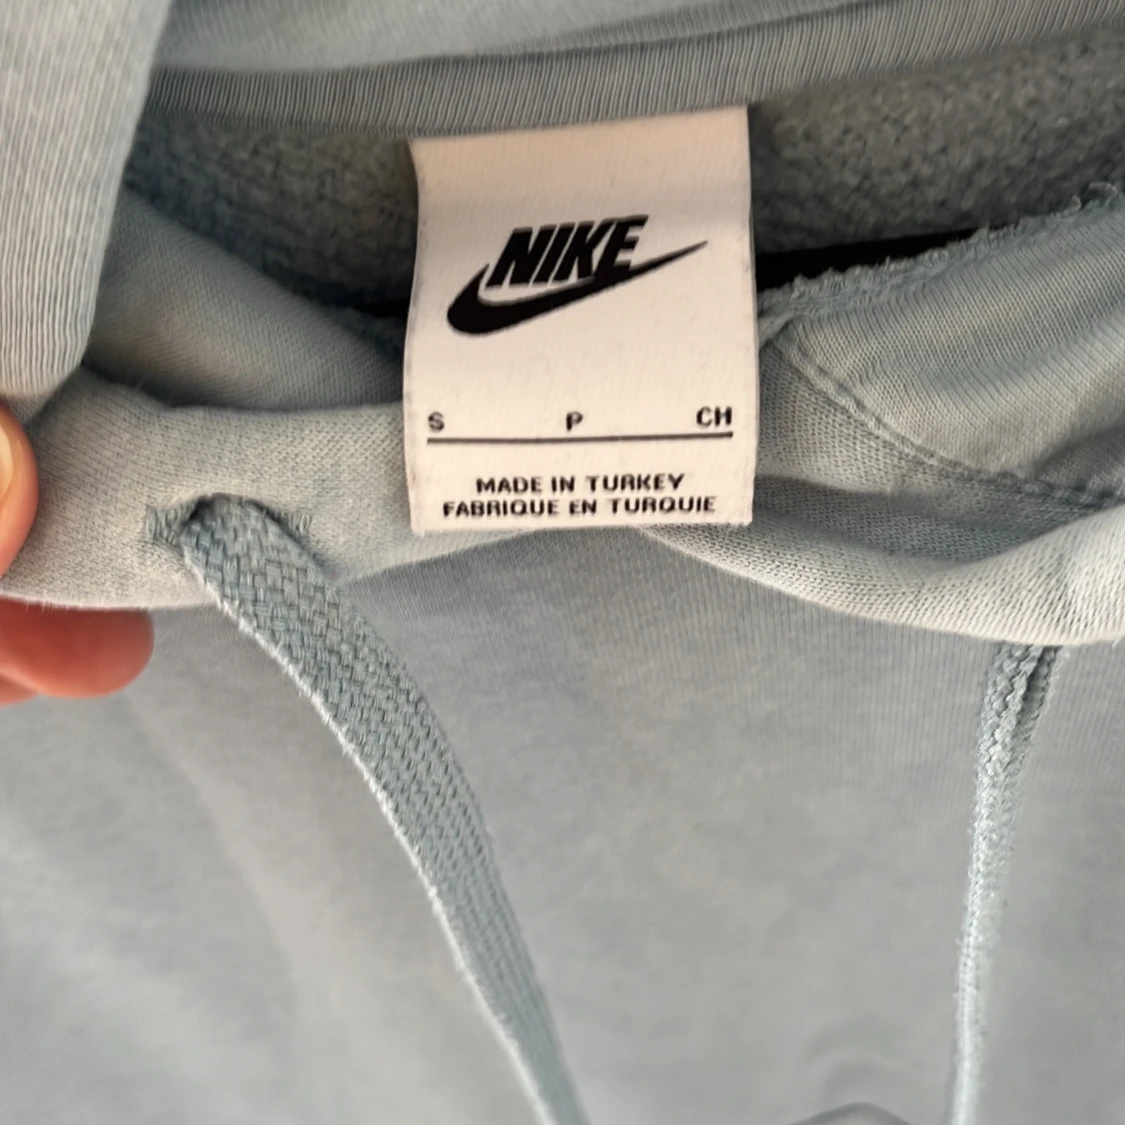 NIKE
S P CH
MADE IN TURKEY
FABRIQUE EN TURQUIE